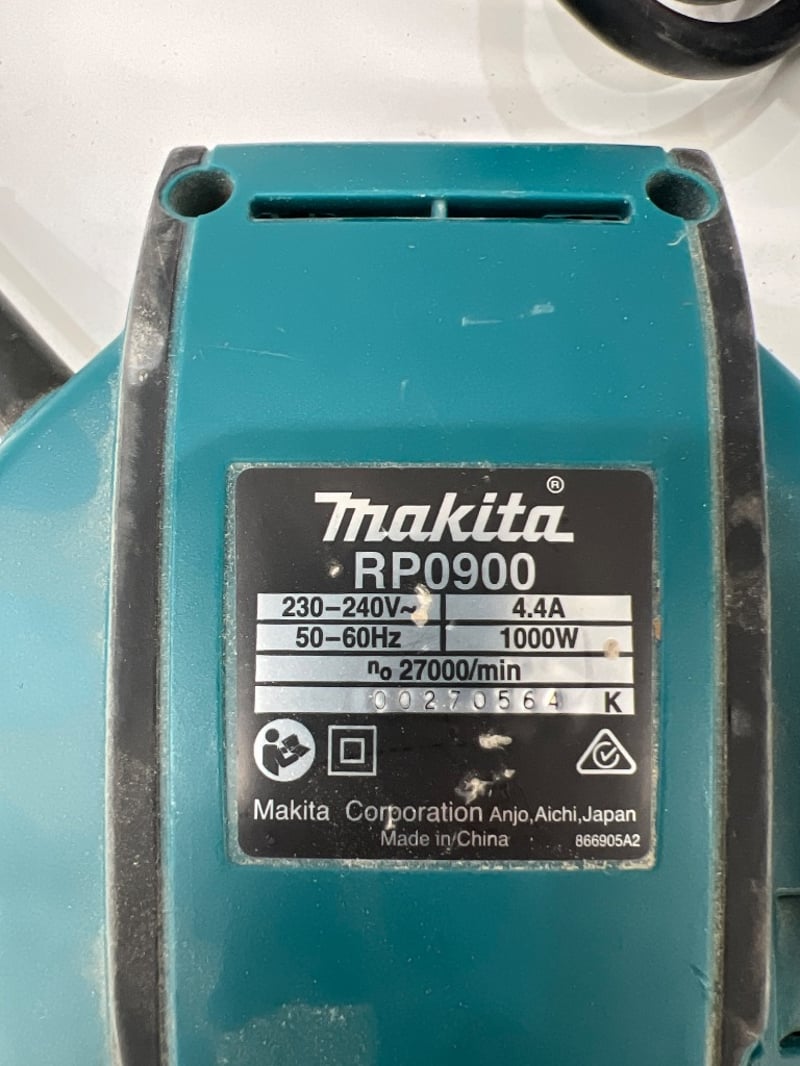 makita®
RP0900
230-240V~ 4.4A
50-60Hz 1000W
no 27000/min
00270564 K
Makita Corporation Anjo,Aichi,Japan
Made in China 866905A2